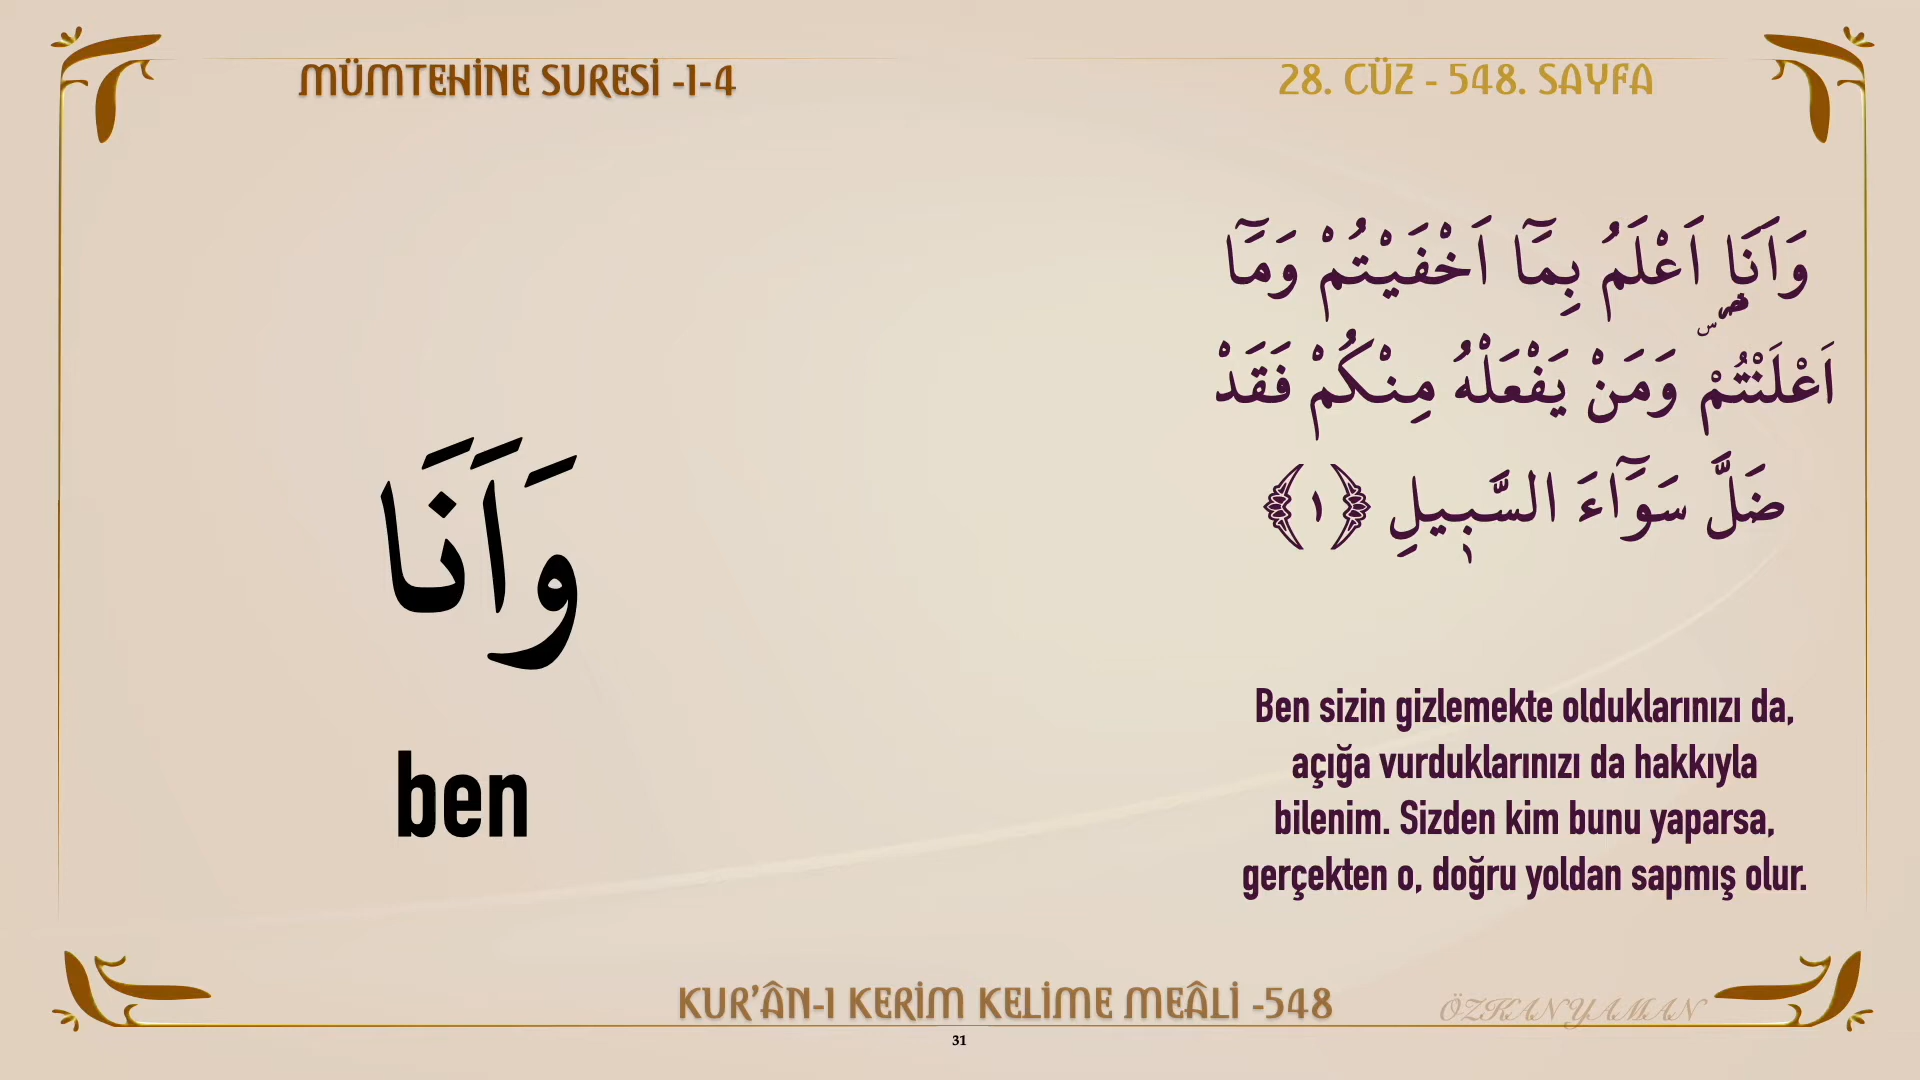 MÜMTEHİNE SURESİ -1-4
28. CÜZ - 548. SAYFA
وَاَنَا۬ اَعْلَمُ بِمَٓا اَخْفَيْتُمْ وَمَٓا
اَعْلَنْتُمْۜ وَمَنْ يَفْعَلْهُ مِنْكُمْ فَقَدْ
ضَلَّ سَوَٓاءَ السَّب۪يلِ ﴿١﴾
وَاَنَا
ben
Ben sizin gizlemekte olduklarınızı da,
açığa vurduklarınızı da hakkıyla
bilenim. Sizden kim bunu yaparsa,
gerçekten o, doğru yoldan sapmış olur.
KUR'ÂN-I KERİM KELİME MEÂLİ -548
ÖZKAN YAMAN
31